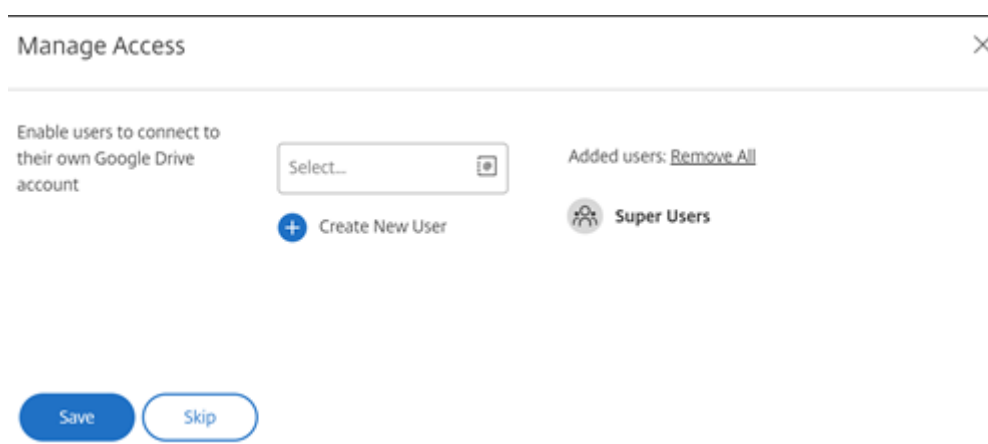 Manage Access
Enable users to connect to
their own Google Drive
account
Select...
Create New User
Added users: Remove All
Super Users
Save
Skip